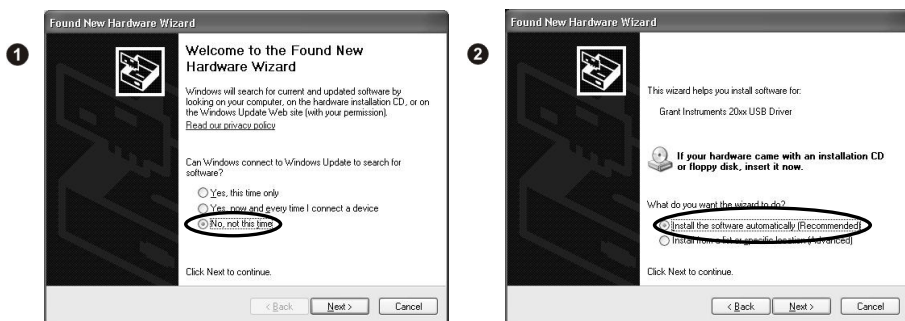 1
Found New Hardware Wizard
Welcome to the Found New
Hardware Wizard
Windows will search for current and updated software by
looking on your computer, on the hardware installation CD, or on
the Windows Update Web site (with your permission).
Read our privacy policy
Can Windows connect to Windows Update to search for
software?
Yes, this time only
Yes, now and every time I connect a device
No, not this time
Click Next to continue.
< Back
Next >
Cancel
2
Found New Hardware Wizard
This wizard helps you install software for:
Grant Instruments 20xx USB Driver
If your hardware came with an installation CD
or floppy disk, insert it now.
What do you want the wizard to do?
Install the software automatically (Recommended)
Install from a list or specific location (Advanced)
Click Next to continue.
< Back
Next >
Cancel